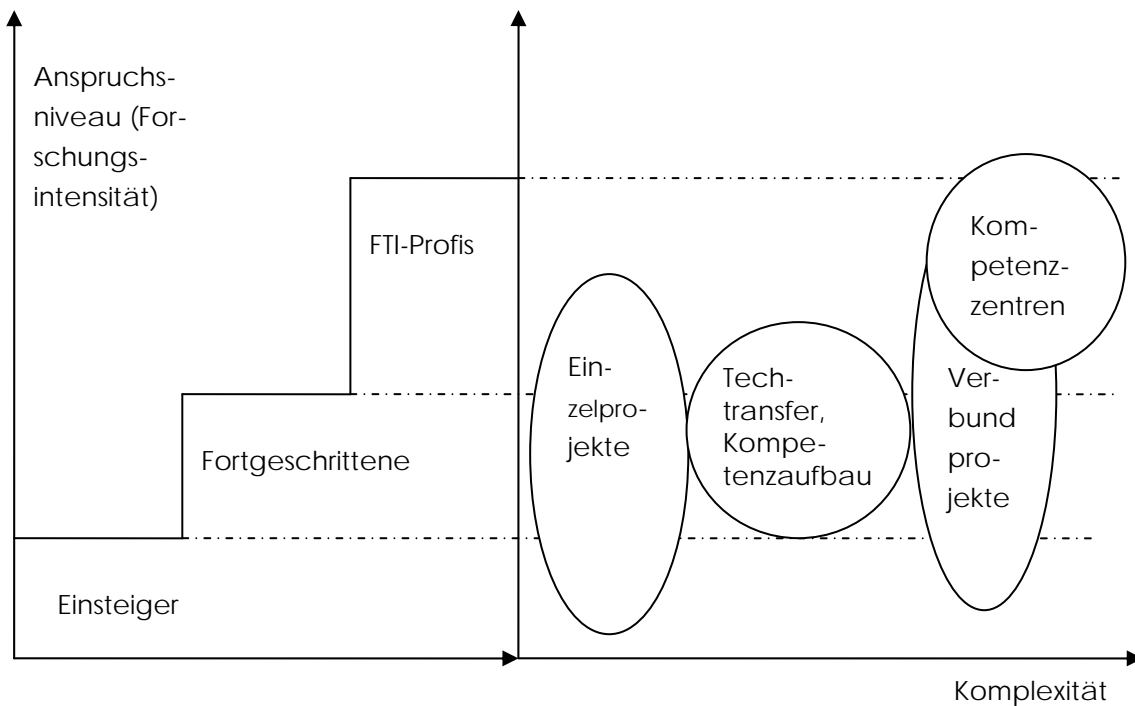 Anspruchs-
niveau (For-
schungs-
intensität)
FTI-Profis
Fortgeschrittene
Einsteiger
Ein-
zelpro-
jekte
Tech-
transfer,
Kompe-
tenzaufbau
Kom-
petenz-
zentren
Ver-
bund
pro-
jekte
Komplexität